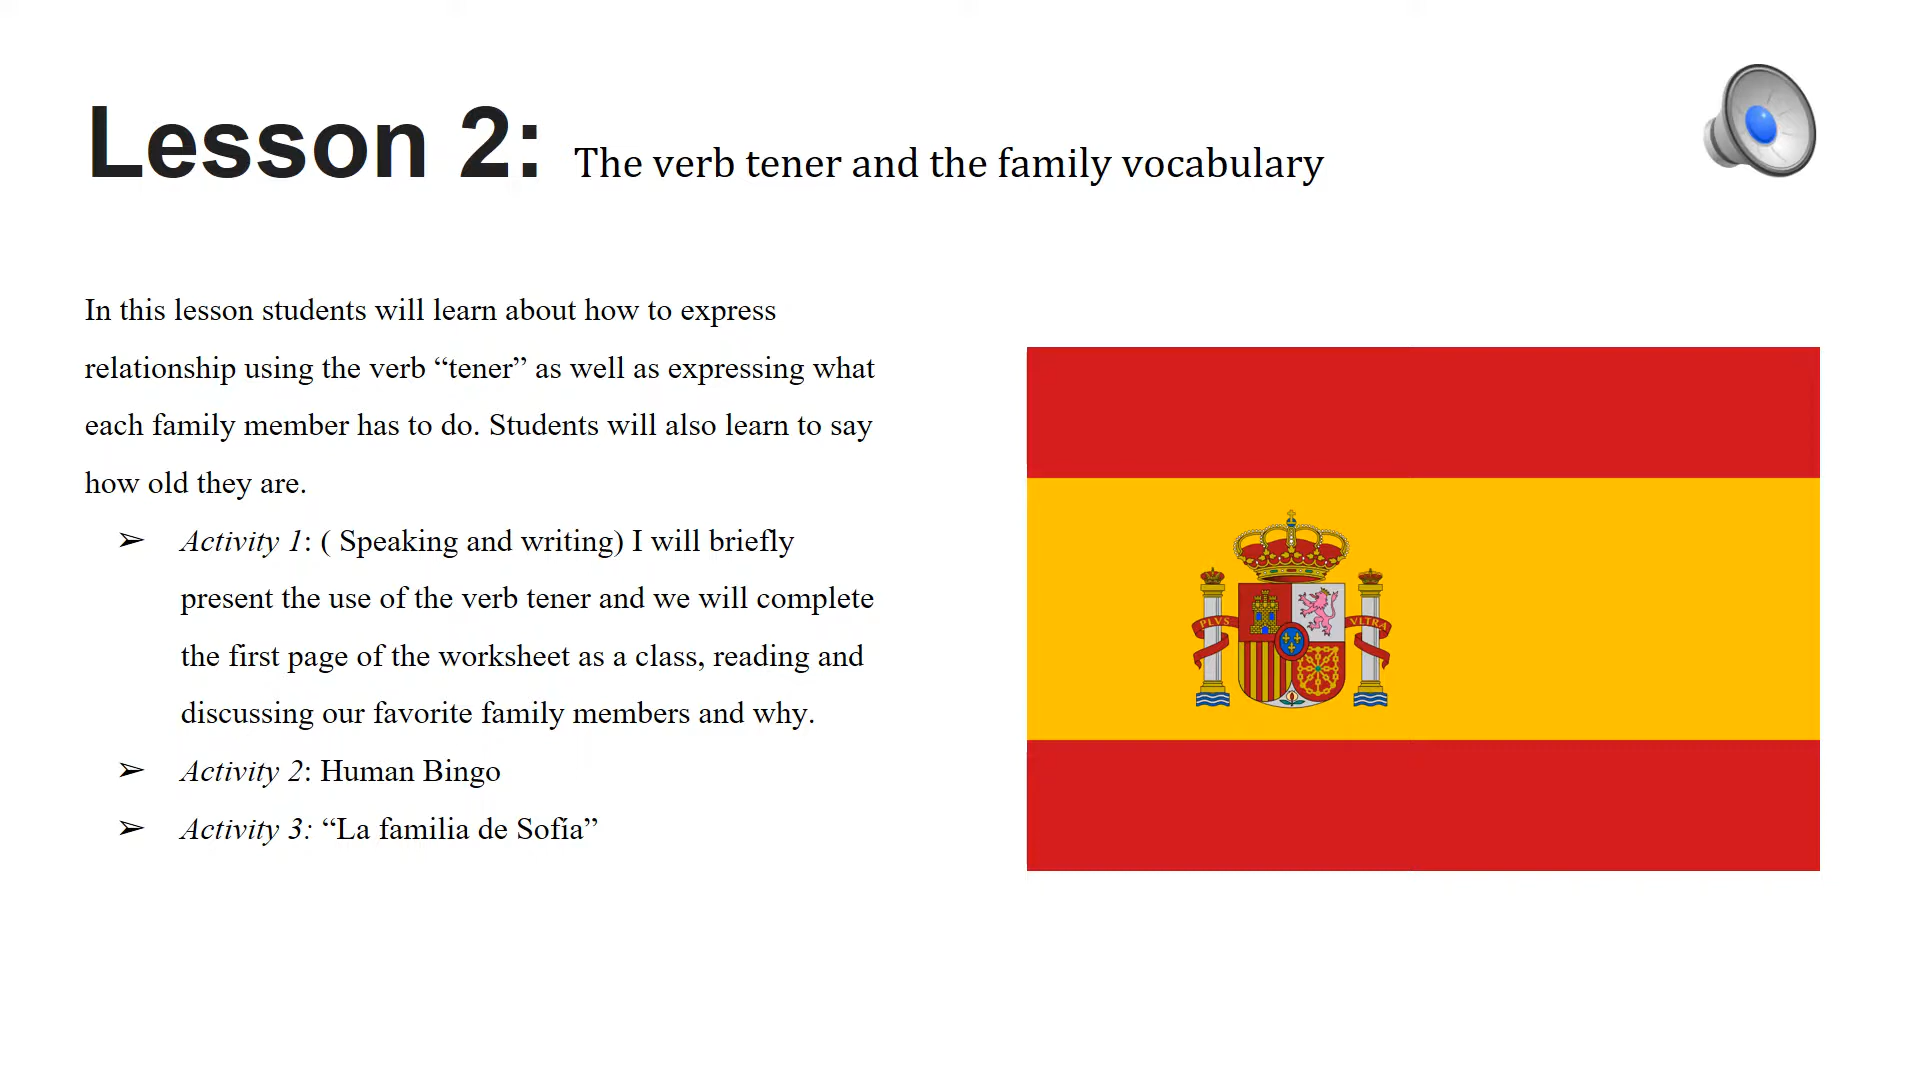 Lesson 2: The verb tener and the family vocabulary
In this lesson students will learn about how to express
relationship using the verb “tener” as well as expressing what
each family member has to do. Students will also learn to say
how old they are.
➢ Activity 1: ( Speaking and writing) I will briefly
present the use of the verb tener and we will complete
the first page of the worksheet as a class, reading and
discussing our favorite family members and why.
➢ Activity 2: Human Bingo
➢ Activity 3: “La familia de Sofía”
PLVS VLTRA